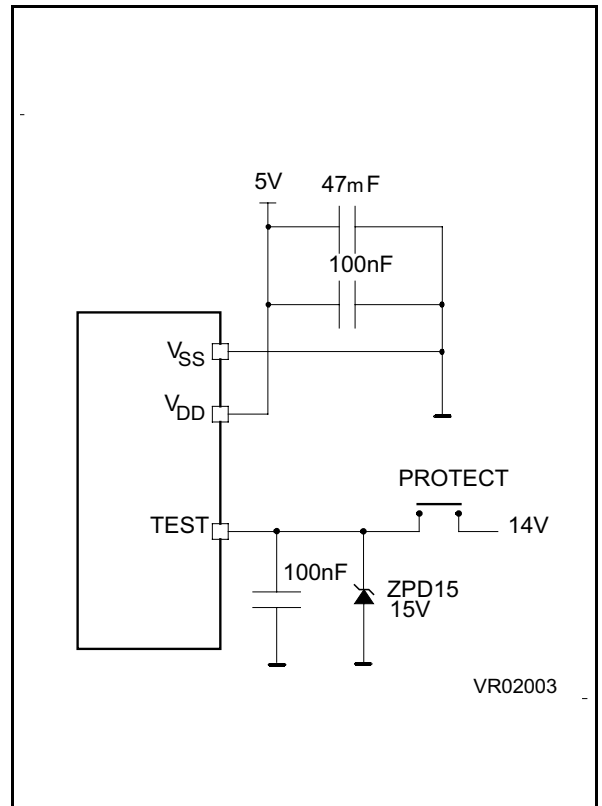 5V 47mF
100nF
VSS
VDD
PROTECT
TEST 14V
100nF ZPD15
15V
VR02003